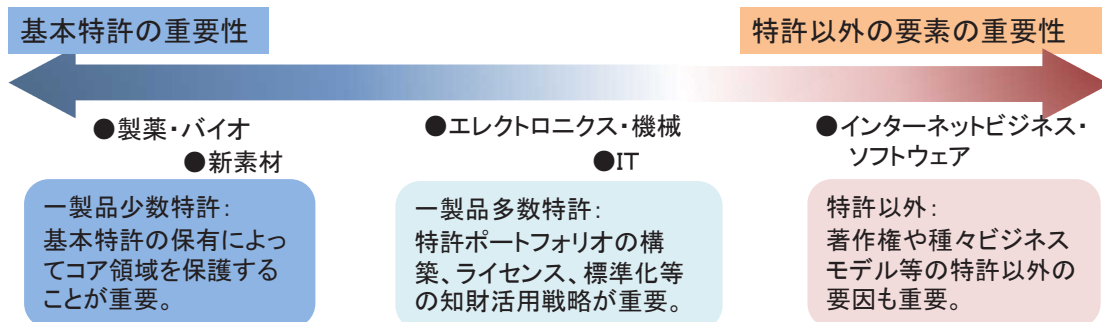 基本特許の重要性
特許以外の要素の重要性
●製薬・バイオ
●新素材
●エレクトロニクス・機械
●IT
●インターネットビジネス・
ソフトウェア
一製品少数特許:
基本特許の保有によっ
てコア領域を保護する
ことが重要。
一製品多数特許:
特許ポートフォリオの構
築、ライセンス、標準化等
の知財活用戦略が重要。
特許以外:
著作権や種々ビジネス
モデル等の特許以外の
要因も重要。